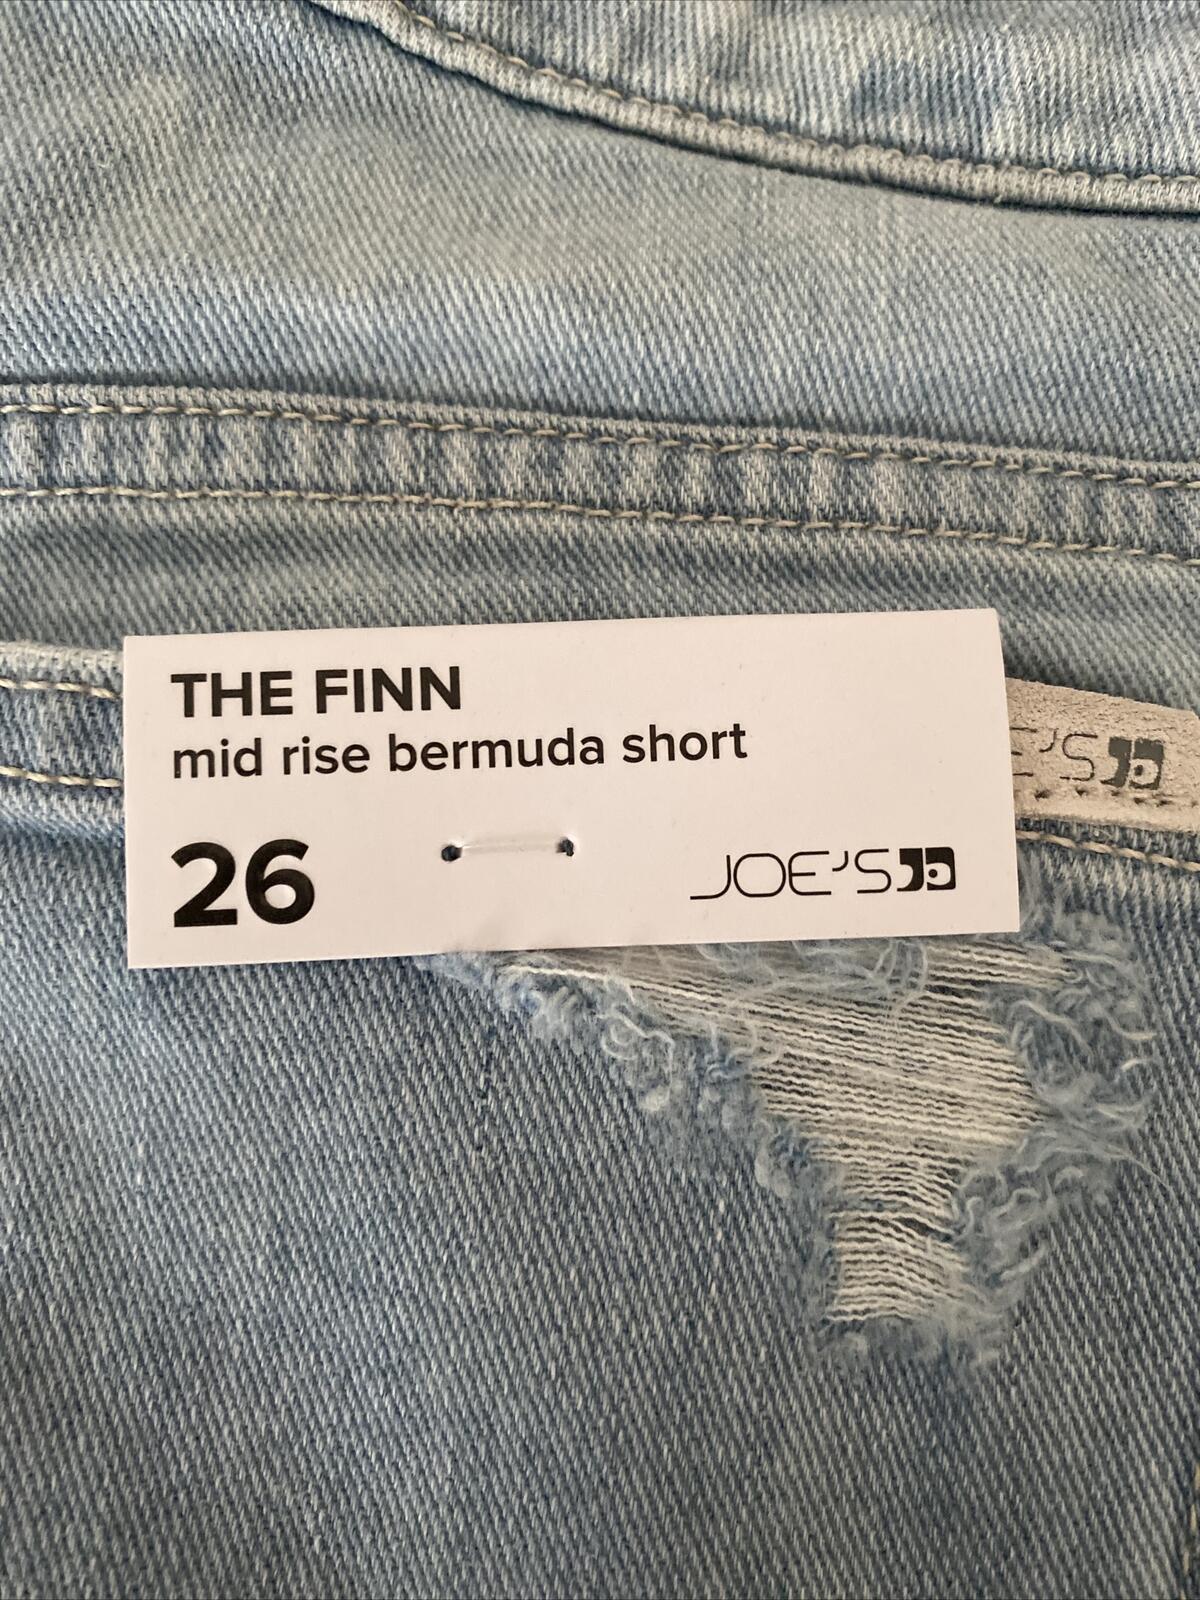 THE FINN
mid rise bermuda short
26
JOE'S
E'S